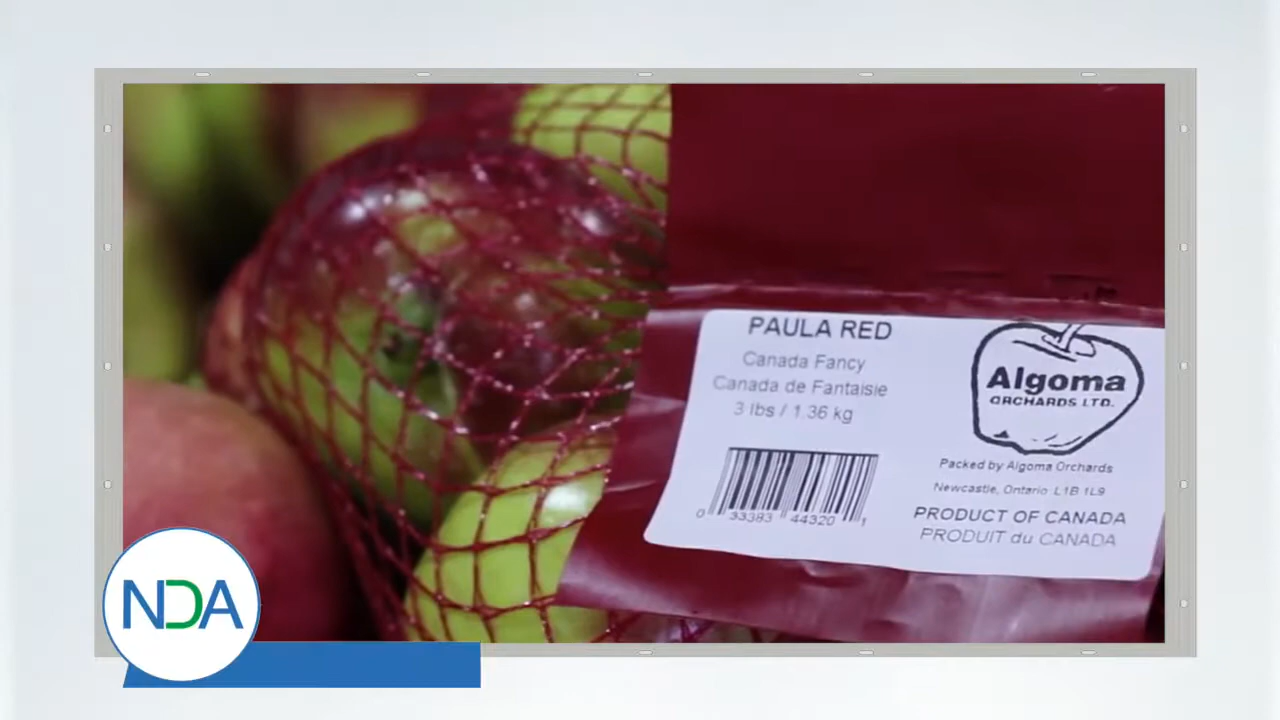 PAULA RED
Canada Fancy
Canada de Fantaisie
3 lbs / 1.36 kg
0 33383 44320 1
Algoma
ORCHARDS LTD.
Packed by Algoma Orchards
Newcastle, Ontario L1B 1L9
PRODUCT OF CANADA
PRODUIT du CANADA
NDA